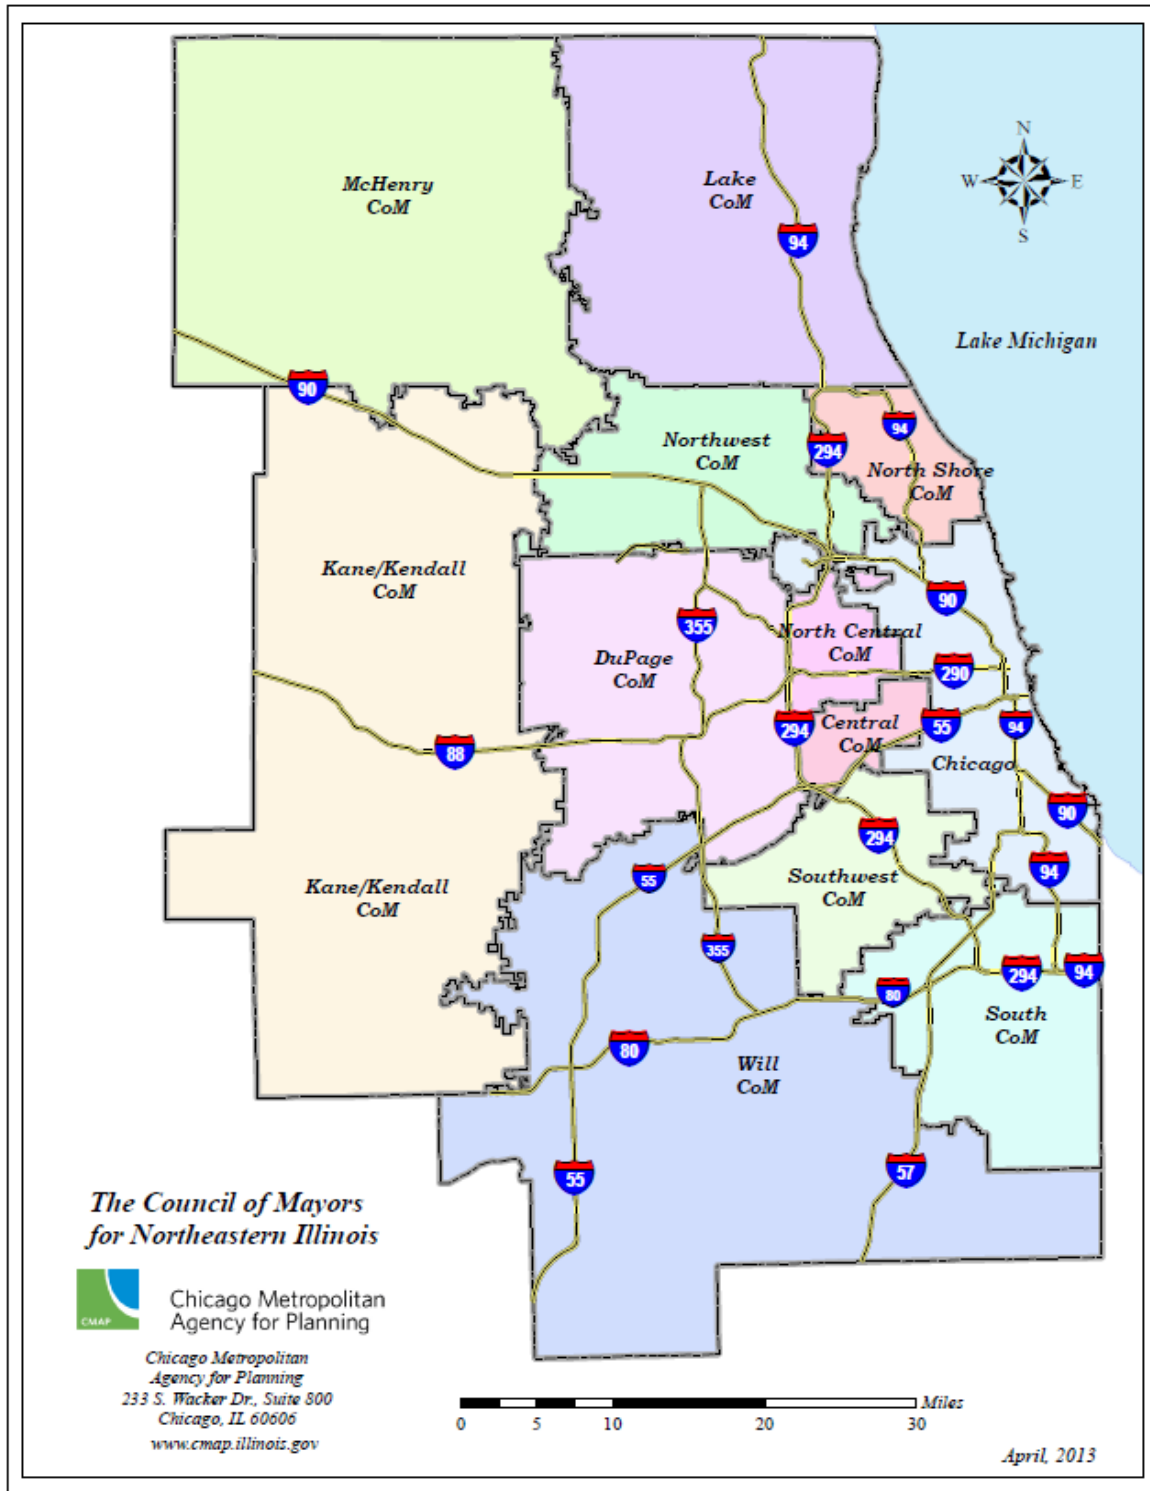 N
W
E
S
McHenry
CoM
Lake
CoM
94
Lake Michigan
90
Northwest
CoM
294
94
North Shore
CoM
Kane/Kendall
CoM
90
355
North Central
CoM
DuPage
CoM
290
294
Central
CoM
55
94
88
Chicago
90
294
94
55
Southwest
CoM
Kane/Kendall
CoM
355
80
294
94
South
CoM
80
Will
CoM
55
57
The Council of Mayors
for Northeastern Illinois
CMAP
Chicago Metropolitan
Agency for Planning
Chicago Metropolitan
Agency for Planning
233 S. Wacker Dr., Suite 800
Chicago, IL 60606
www.cmap.illinois.gov
Miles
0 5 10 20 30
April, 2013